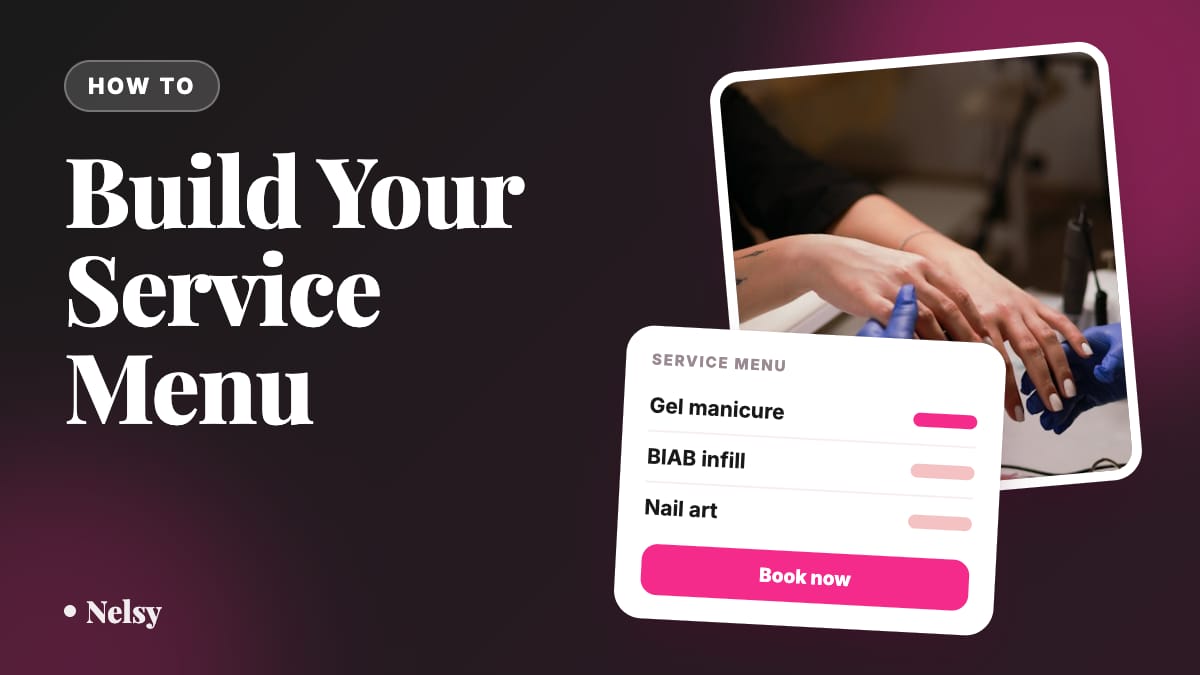 HOW TO
Build Your
Service
Menu
SERVICE MENU
Gel manicure
BIAB infill
Nail art
Book now
Nelsy